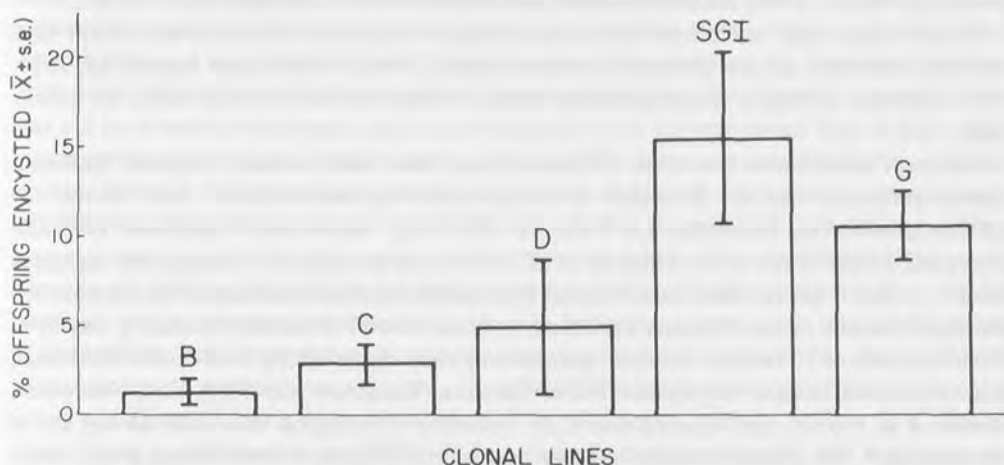 % OFFSPRING ENCYSTED (X̄ ± s.e.)
20
15
10
5
0
B
C
D
SGI
G
CLONAL LINES